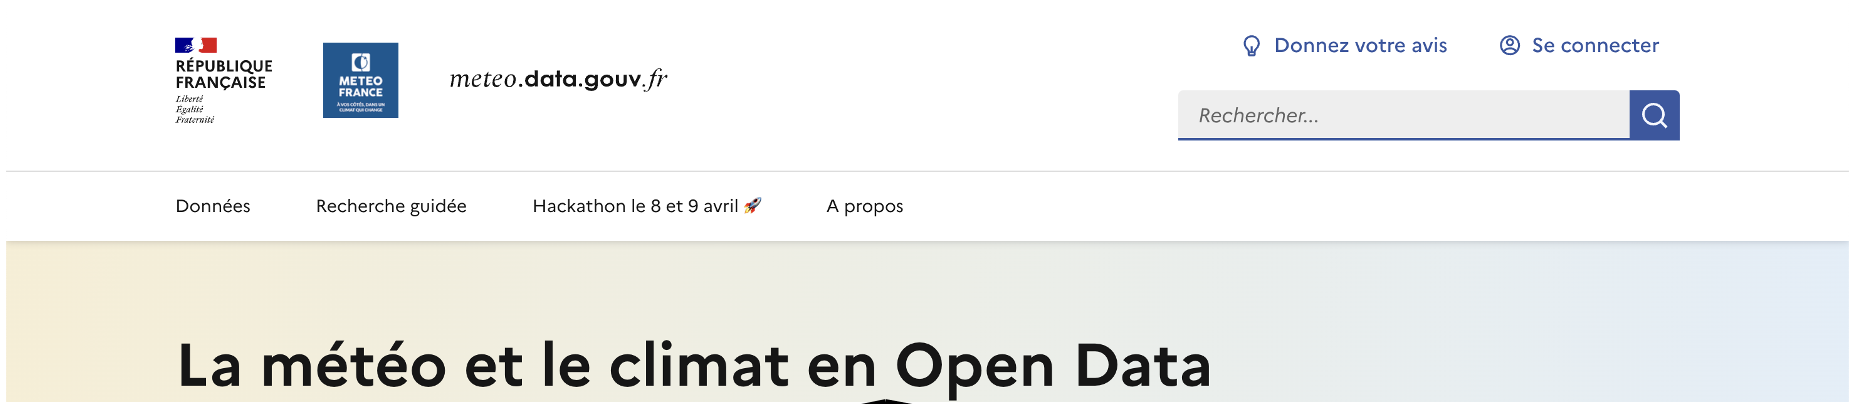 RÉPUBLIQUE
FRANÇAISE
Liberté
Égalité
Fraternité
METEO
FRANCE
À VOS CÔTÉS, DANS UN
CLIMAT QUI CHANGE
meteo.data.gouv.fr
Donnez votre avis
Se connecter
Rechercher...
Données
Recherche guidée
Hackathon le 8 et 9 avril 🚀
A propos
La météo et le climat en Open Data